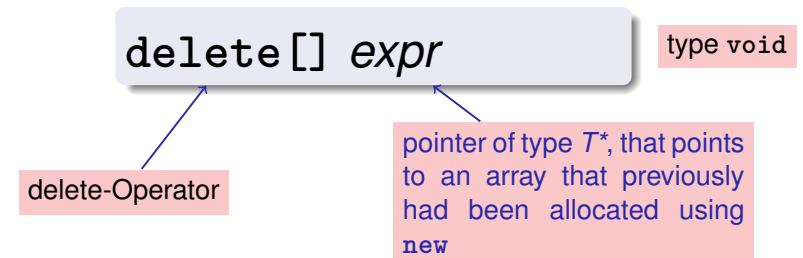 delete[] expr
type void
delete-Operator
pointer of type T*, that points
to an array that previously
had been allocated using
new